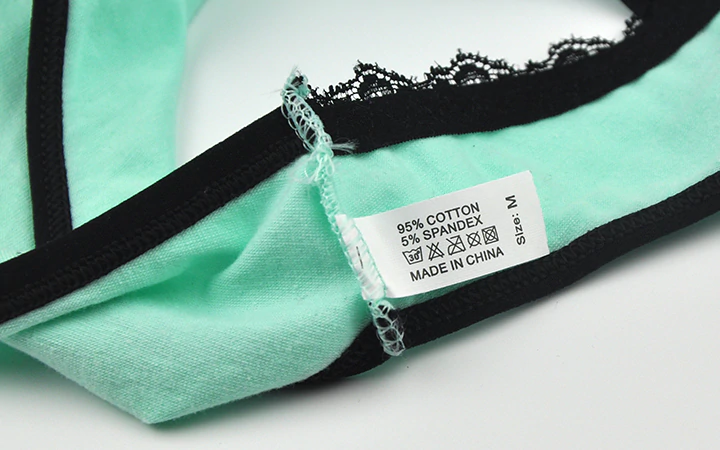 95% COTTON
5% SPANDEX
30°
MADE IN CHINA
Size: M